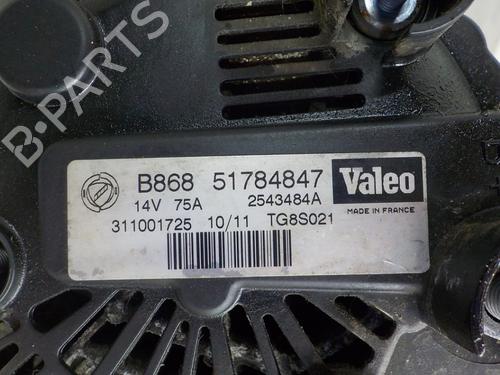 B-PARTS
B868 51784847 Valeo
14V 75A 2543484A
MADE IN FRANCE
311001725 10/11 TG8S021